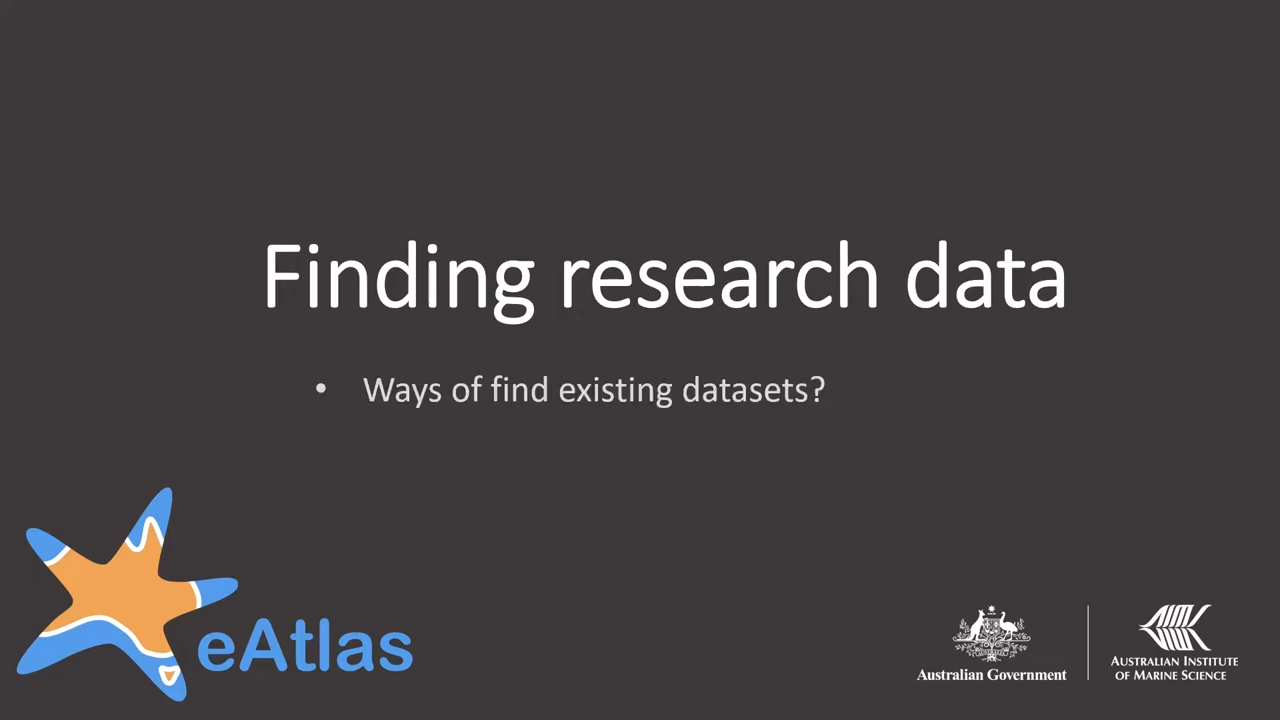 Finding research data
• Ways of find existing datasets?
eAtlas
Australian Government
AUSTRALIAN INSTITUTE
OF MARINE SCIENCE